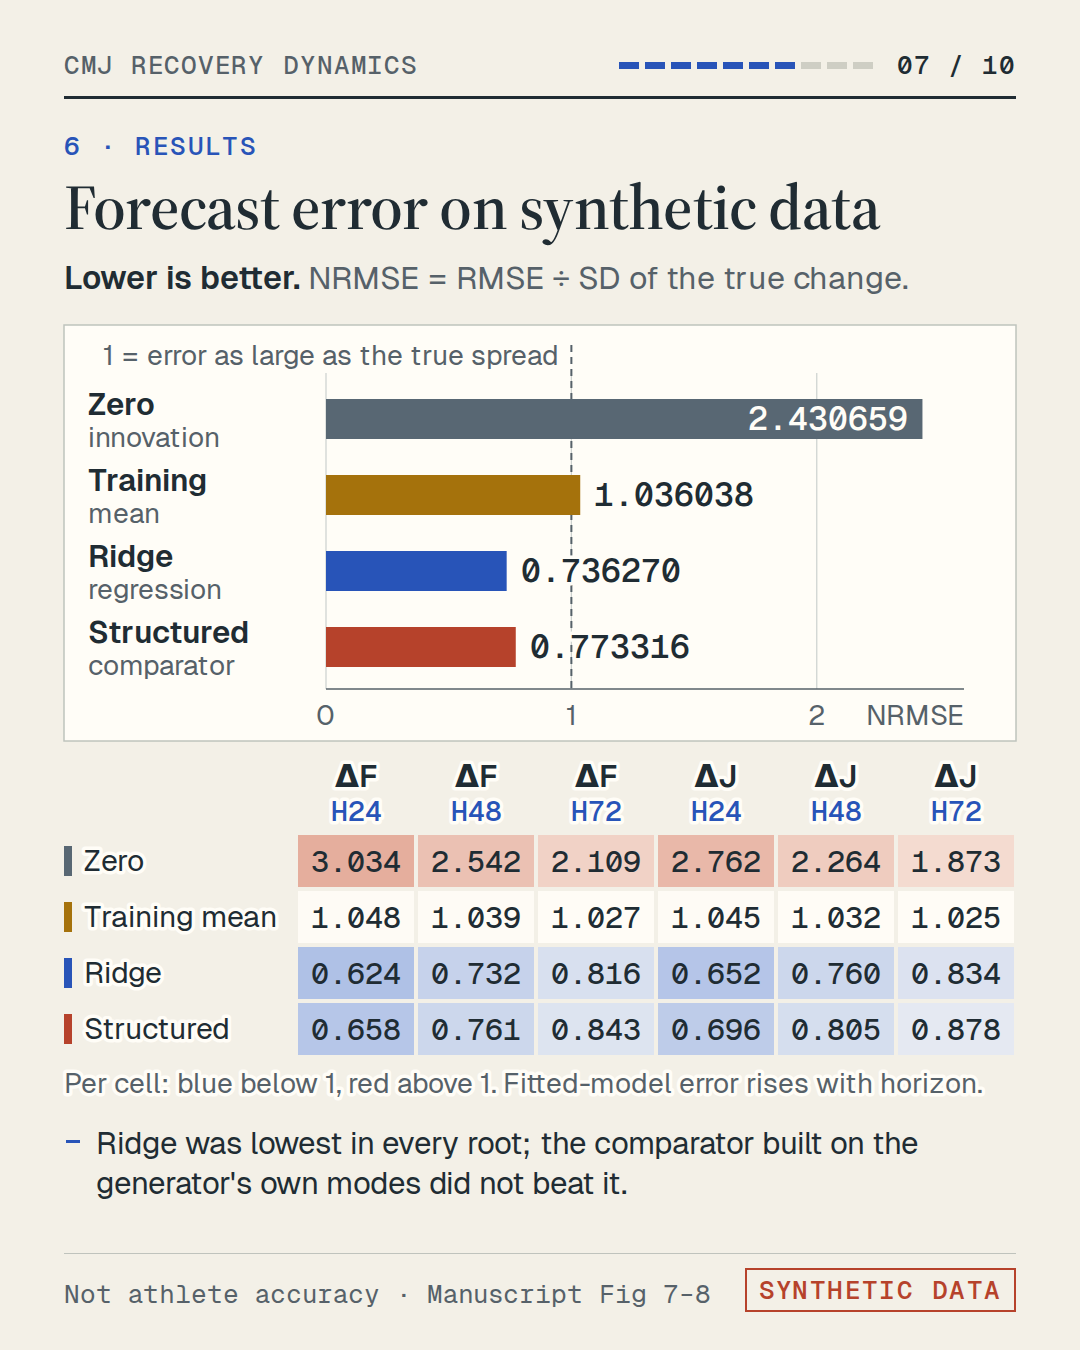 CMJ RECOVERY DYNAMICS
07 / 10
6 · RESULTS
Forecast error on synthetic data
Lower is better. NRMSE = RMSE ÷ SD of the true change.
1 = error as large as the true spread
Zero
innovation
2.430659
Training
mean
1.036038
Ridge
regression
0.736270
Structured
comparator
0.773316
0 1 2 NRMSE
ΔF ΔF ΔF ΔJ ΔJ ΔJ
H24 H48 H72 H24 H48 H72
Zero 3.034 2.542 2.109 2.762 2.264 1.873
Training mean 1.048 1.039 1.027 1.045 1.032 1.025
Ridge 0.624 0.732 0.816 0.652 0.760 0.834
Structured 0.658 0.761 0.843 0.696 0.805 0.878
Per cell: blue below 1, red above 1. Fitted-model error rises with horizon.
– Ridge was lowest in every root; the comparator built on the
generator's own modes did not beat it.
Not athlete accuracy · Manuscript Fig 7-8
SYNTHETIC DATA